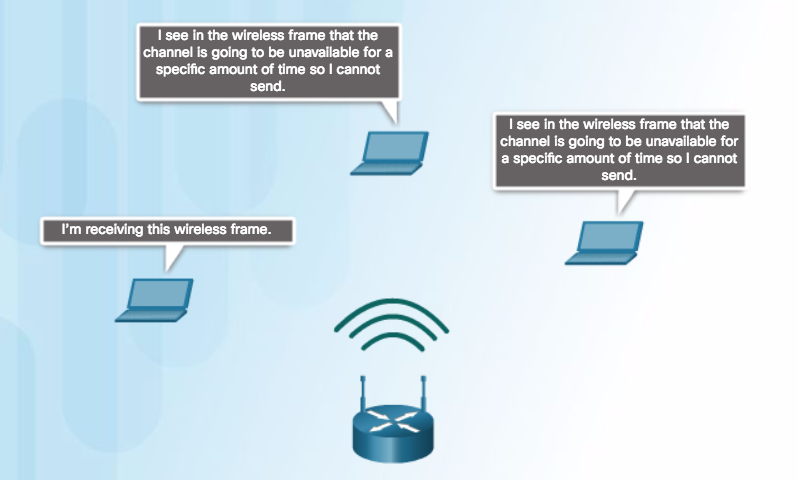 I see in the wireless frame that the
channel is going to be unavailable for a
specific amount of time so I cannot
send.
I see in the wireless frame that the
channel is going to be unavailable for
a specific amount of time so I cannot
send.
I'm receiving this wireless frame.